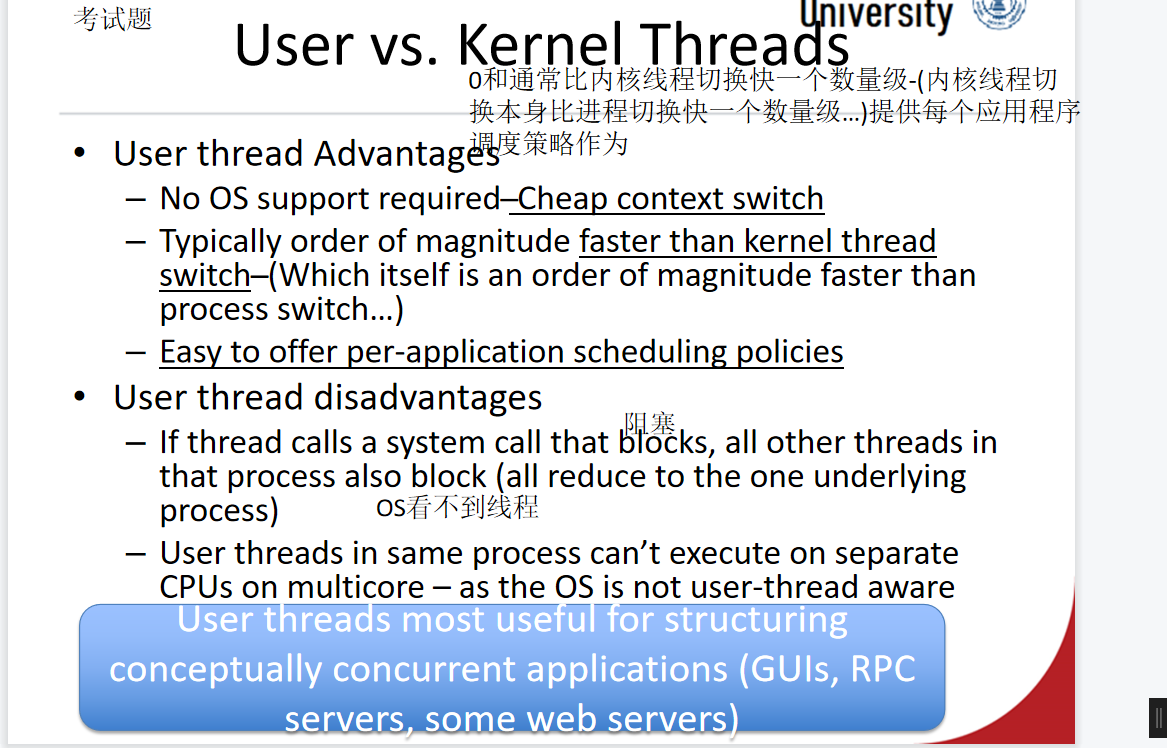 考试题
University
User vs. Kernel Threads
0和通常比内核线程切换快一个数量级-(内核线程切
换本身比进程切换快一个数量级...)提供每个应用程序
调度策略作为
• User thread Advantages
– No OS support required–Cheap context switch
– Typically order of magnitude faster than kernel thread
switch–(Which itself is an order of magnitude faster than
process switch…)
– Easy to offer per-application scheduling policies
• User thread disadvantages
阻塞
– If thread calls a system call that blocks, all other threads in
that process also block (all reduce to the one underlying
process)
OS看不到线程
– User threads in same process can’t execute on separate
CPUs on multicore – as the OS is not user-thread aware
User threads most useful for structuring
conceptually concurrent applications (GUIs, RPC
servers, some web servers)